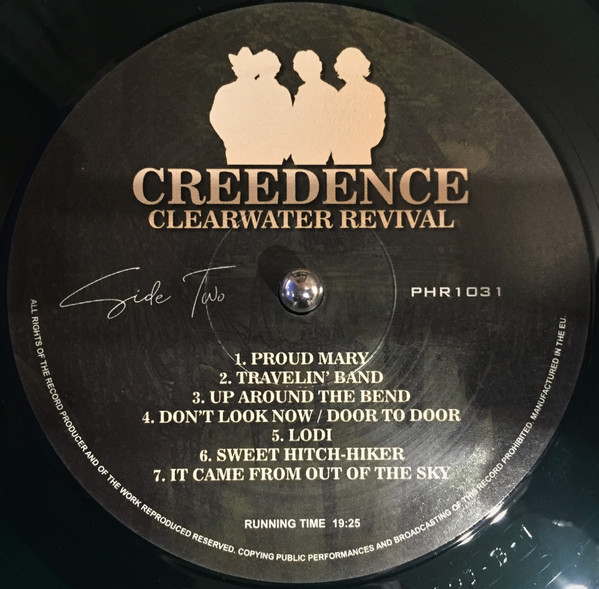 CREEDENCE
CLEARWATER REVIVAL
Side Two
PHR1031
1. PROUD MARY
2. TRAVELIN' BAND
3. UP AROUND THE BEND
4. DON'T LOOK NOW / DOOR TO DOOR
5. LODI
6. SWEET HITCH-HIKER
7. IT CAME FROM OUT OF THE SKY
RUNNING TIME 19:25
ALL RIGHTS OF THE RECORD PRODUCER AND OF THE WORK REPRODUCED RESERVED. COPYING PUBLIC PERFORMANCES AND BROADCASTING OF THIS RECORD PROHIBITED. MANUFACTURED IN THE EU.